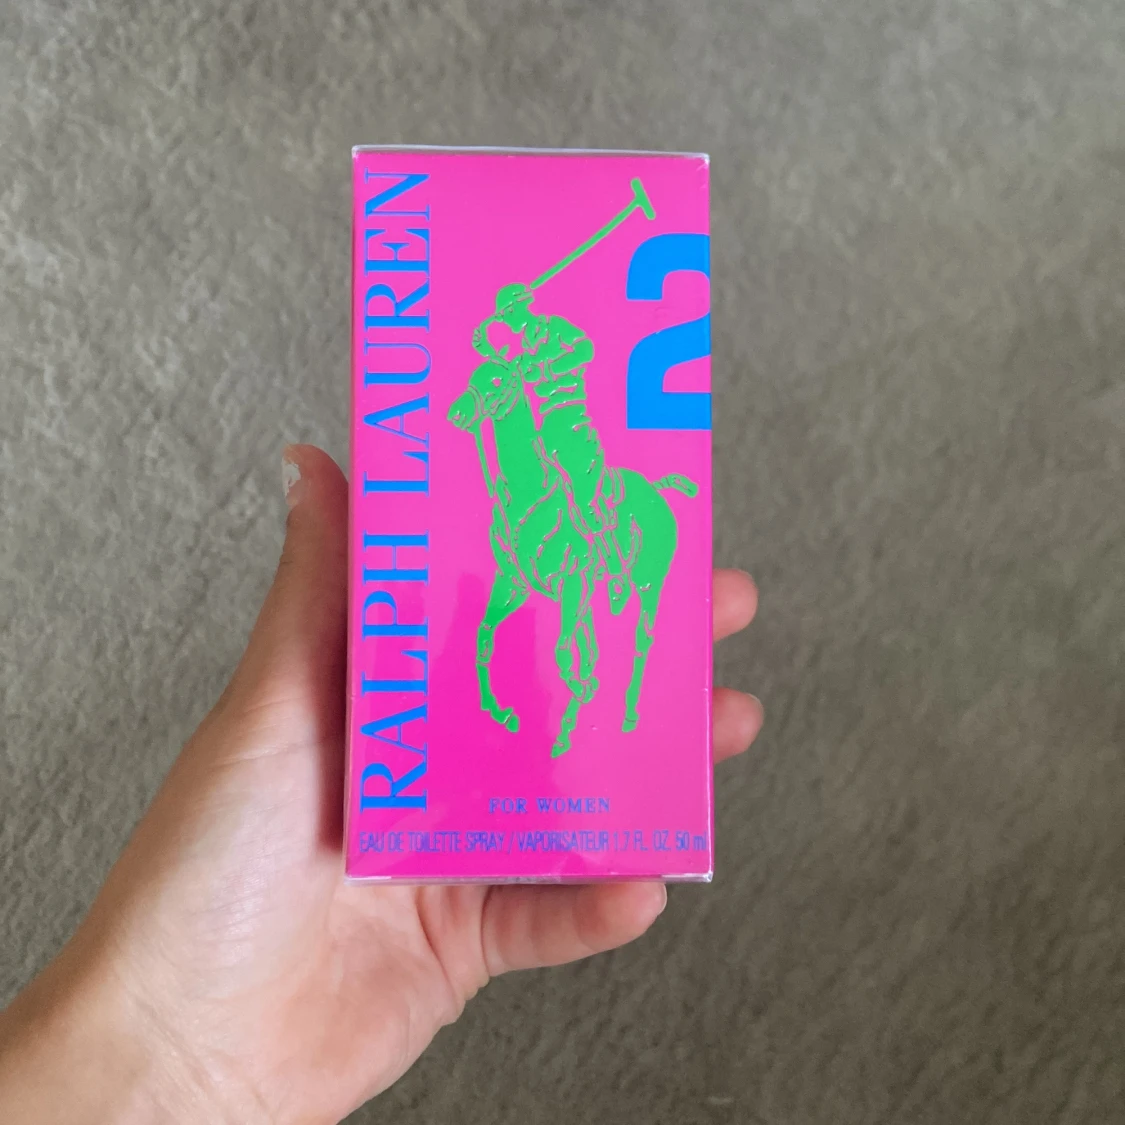 RALPH LAUREN
2
FOR WOMEN
EAU DE TOILETTE SPRAY / VAPORISATEUR 1.7 FL. OZ. 50 ml